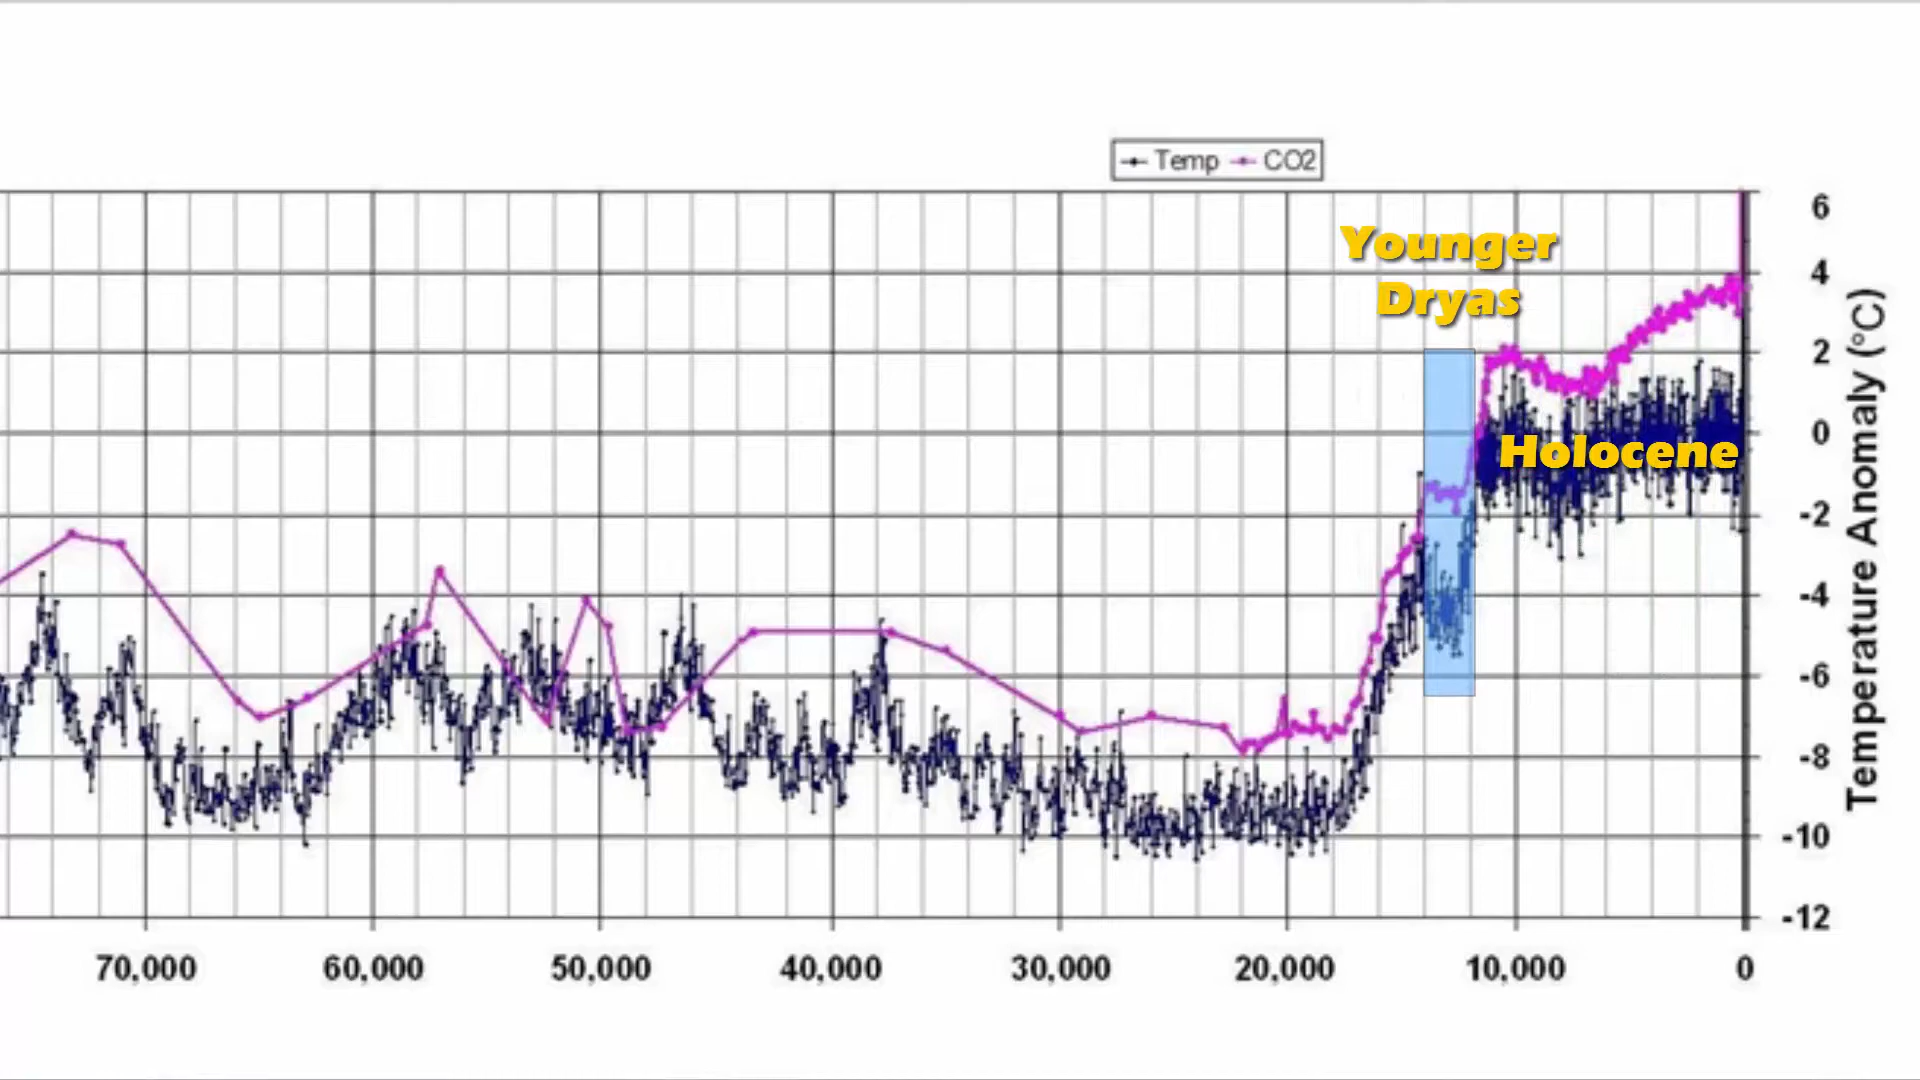 Temp CO2
Younger
Dryas
Holocene
6
4
2
0
-2
-4
-6
-8
-10
-12
Temperature Anomaly (°C)
70,000 60,000 50,000 40,000 30,000 20,000 10,000 0